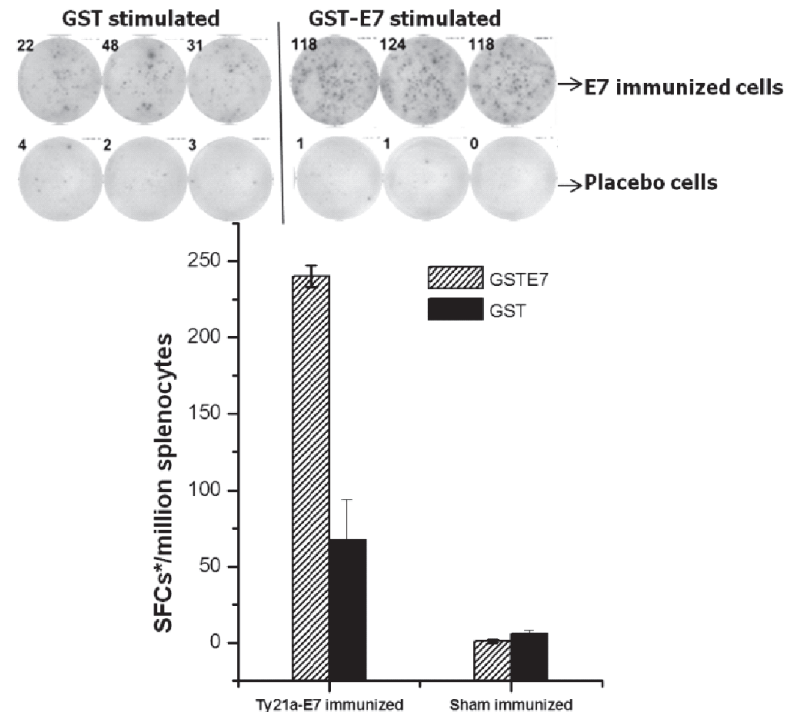 GST stimulated
GST-E7 stimulated
22 48 31 118 124 118
E7 immunized cells
4 2 3 1 1 0
Placebo cells
SFCs*/million splenocytes
250
200
150
100
50
0
GSTE7
GST
Ty21a-E7 immunized
Sham immunized